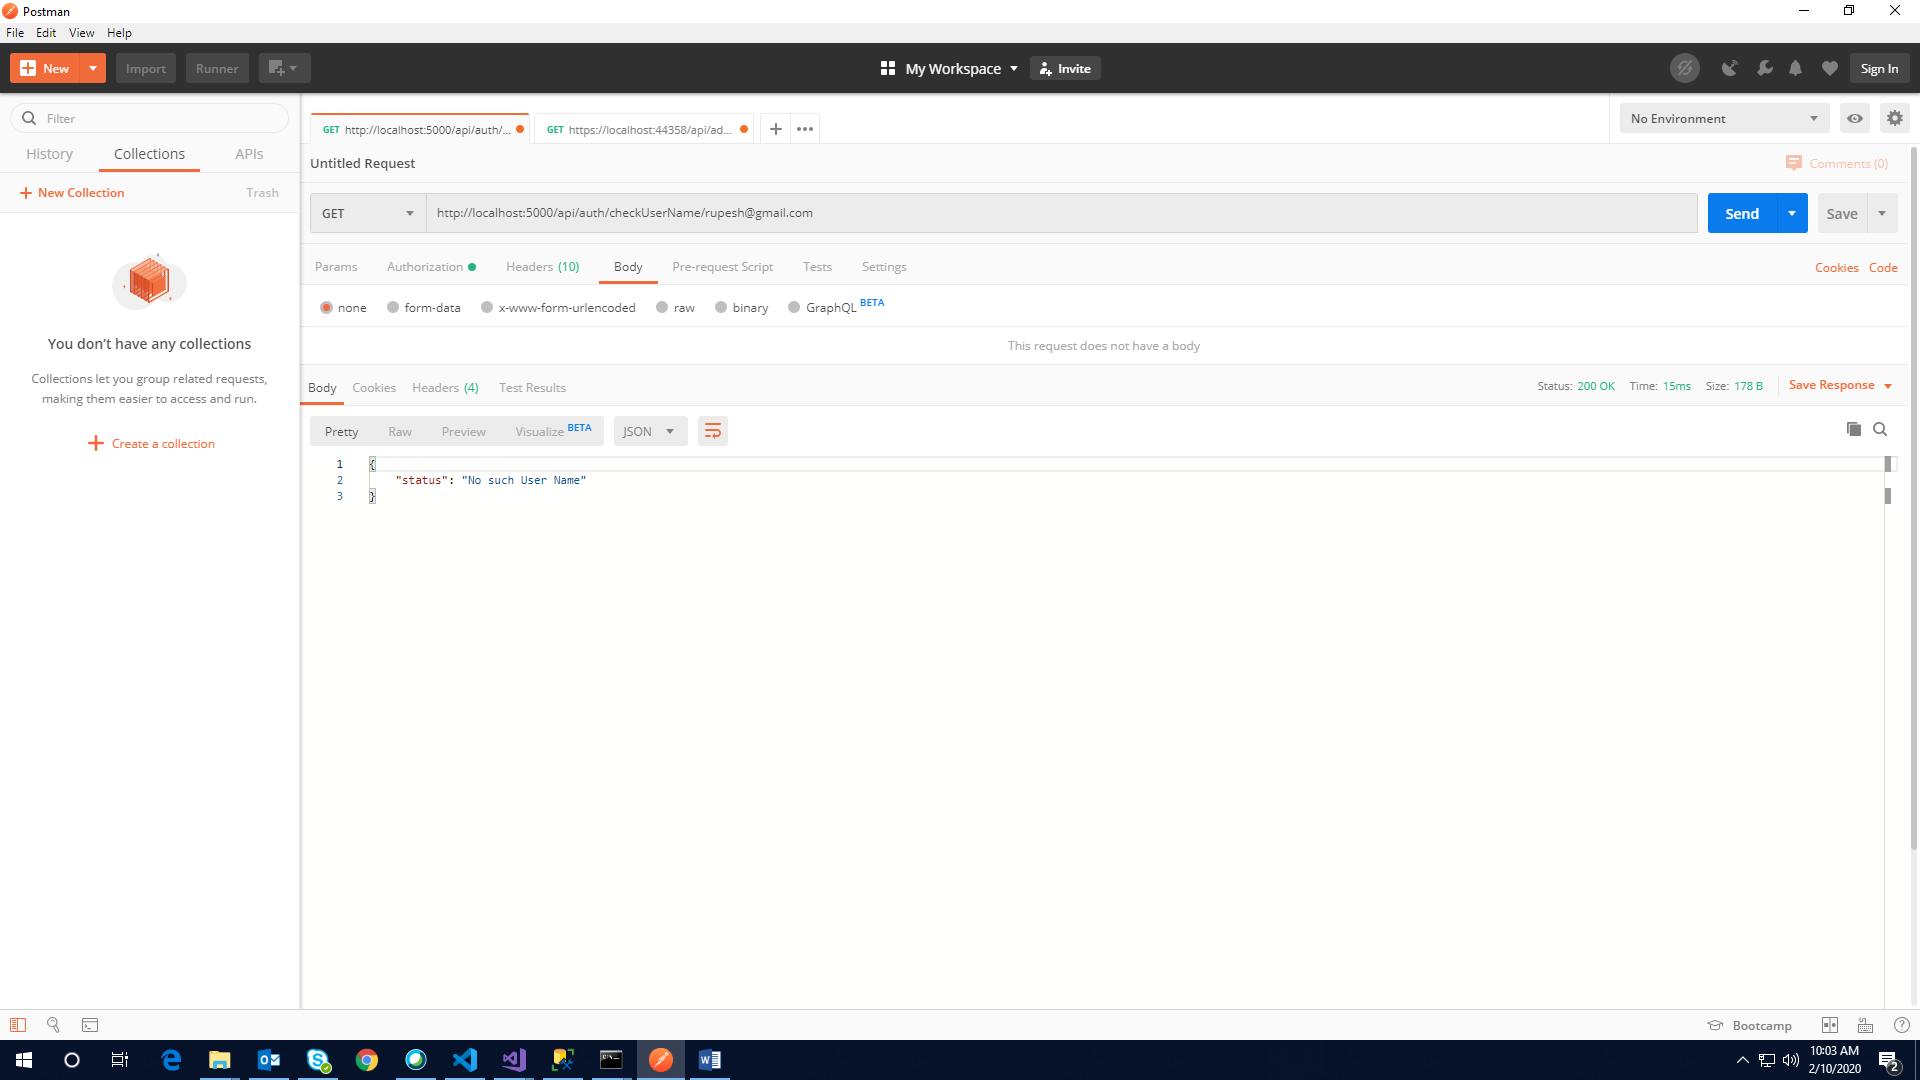 Postman
File Edit View Help
New Import Runner My Workspace Invite Sign In
Filter
History Collections APIs
New Collection Trash
You don't have any collections
Collections let you group related requests,
making them easier to access and run.
Create a collection
GET http://localhost:5000/api/auth/... GET https://localhost:44358/api/ad... No Environment
Untitled Request Comments (0)
GET http://localhost:5000/api/auth/checkUserName/rupesh@gmail.com Send Save
Params Authorization Headers (10) Body Pre-request Script Tests Settings Cookies Code
none form-data x-www-form-urlencoded raw binary GraphQL BETA
This request does not have a body
Body Cookies Headers (4) Test Results Status: 200 OK Time: 15ms Size: 178 B Save Response
Pretty Raw Preview Visualize BETA JSON
1 {
2 "status": "No such User Name"
3 }
Bootcamp
10:03 AM
2/10/2020
2